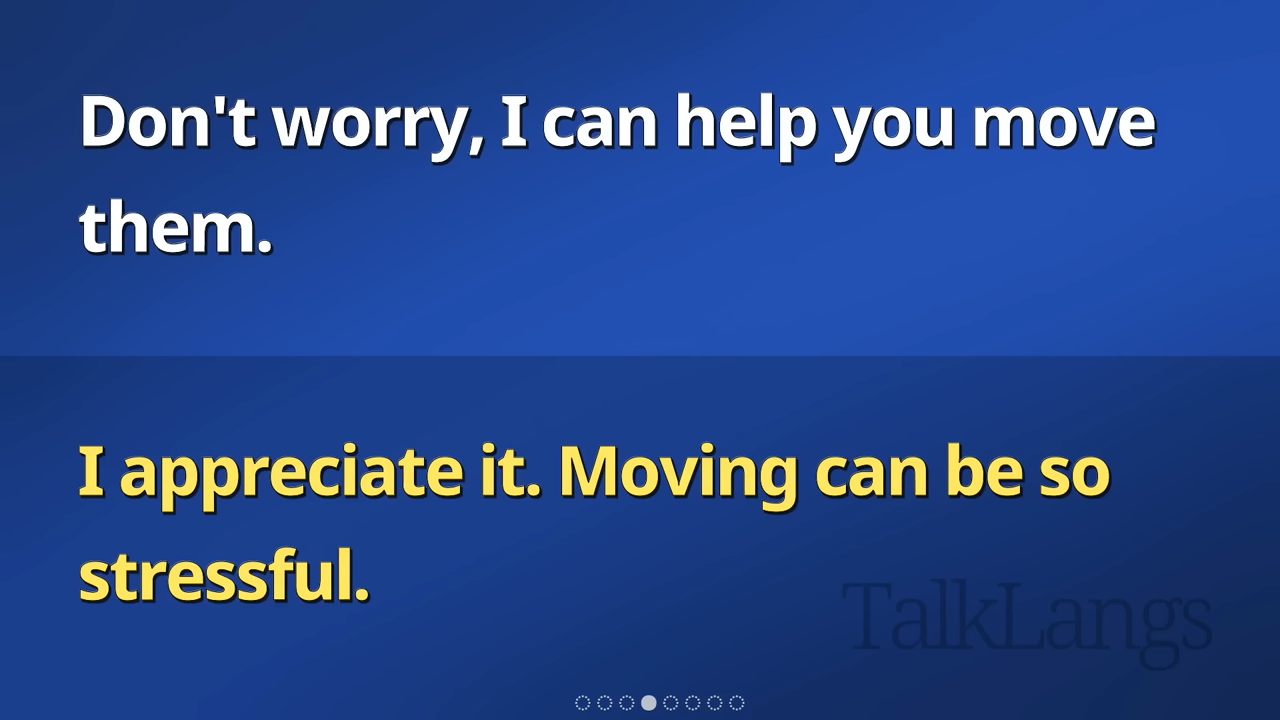 Don't worry, I can help you move
them.
I appreciate it. Moving can be so
stressful.
TalkLangs